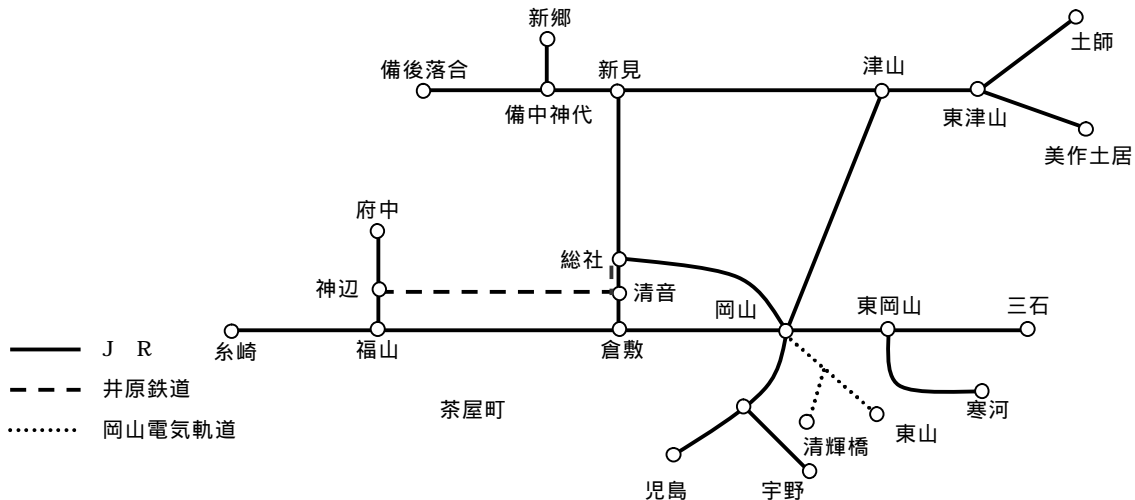 新郷
土師
備後落合
新見
津山
備中神代
東津山
美作土居
府中
総社
神辺
清音
岡山
東岡山
三石
糸崎
福山
倉敷
ＪＲ
井原鉄道
岡山電気軌道
茶屋町
寒河
東山
清輝橋
児島
宇野